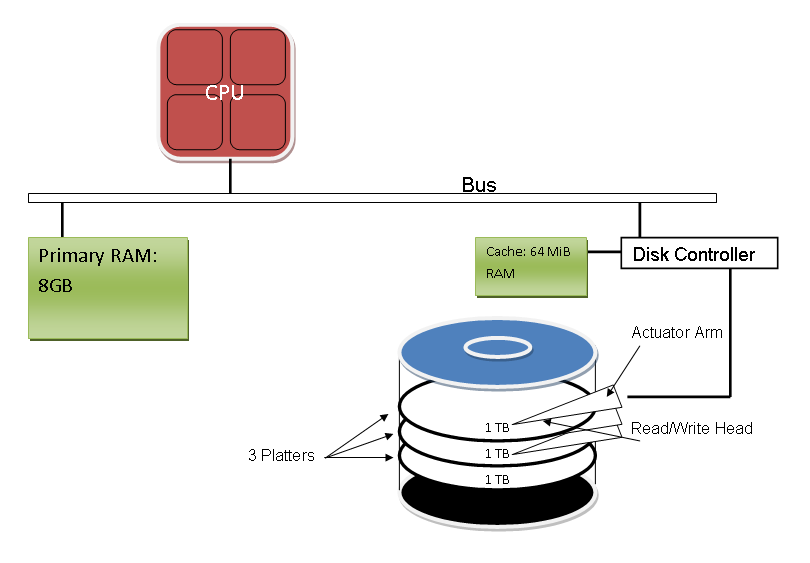 CPU
Bus
Primary RAM:
8GB
Cache: 64 MiB
RAM
Disk Controller
Actuator Arm
1 TB
Read/Write Head
3 Platters
1 TB
1 TB